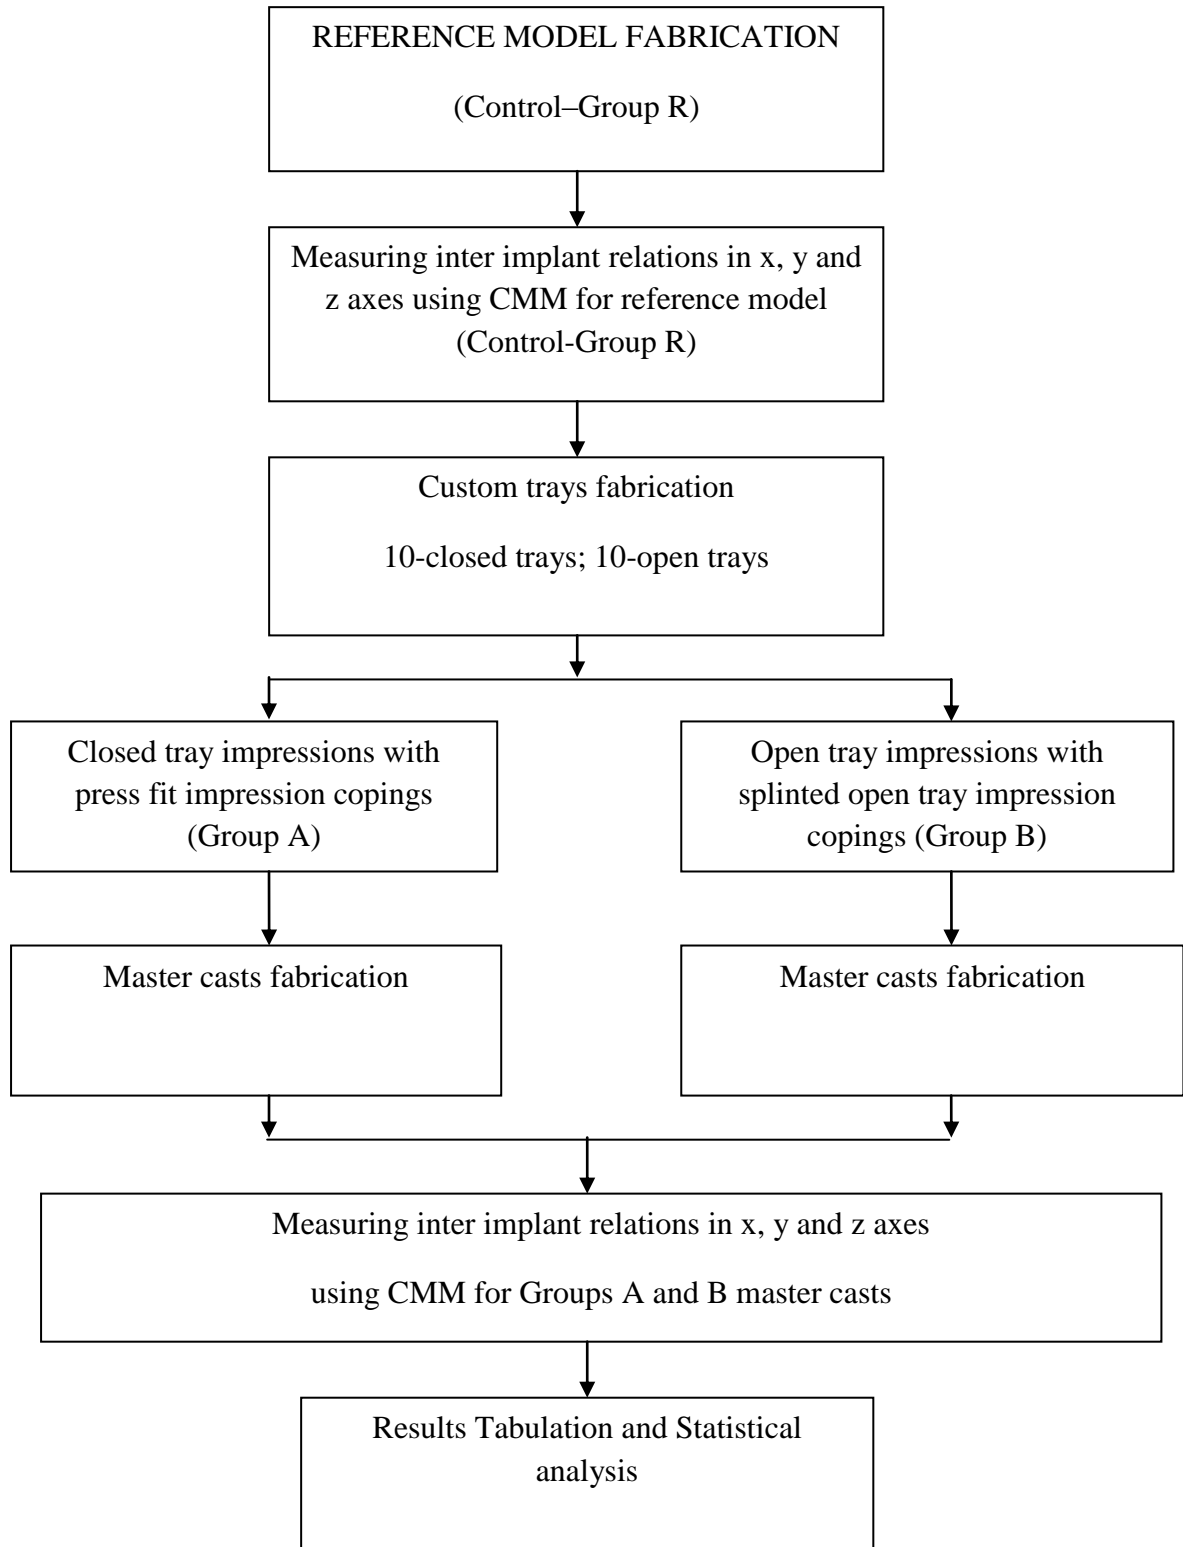 REFERENCE MODEL FABRICATION
(Control–Group R)
Measuring inter implant relations in x, y and
z axes using CMM for reference model
(Control-Group R)
Custom trays fabrication
10-closed trays; 10-open trays
Closed tray impressions with
press fit impression copings
(Group A)
Open tray impressions with
splinted open tray impression
copings (Group B)
Master casts fabrication
Master casts fabrication
Measuring inter implant relations in x, y and z axes
using CMM for Groups A and B master casts
Results Tabulation and Statistical
analysis